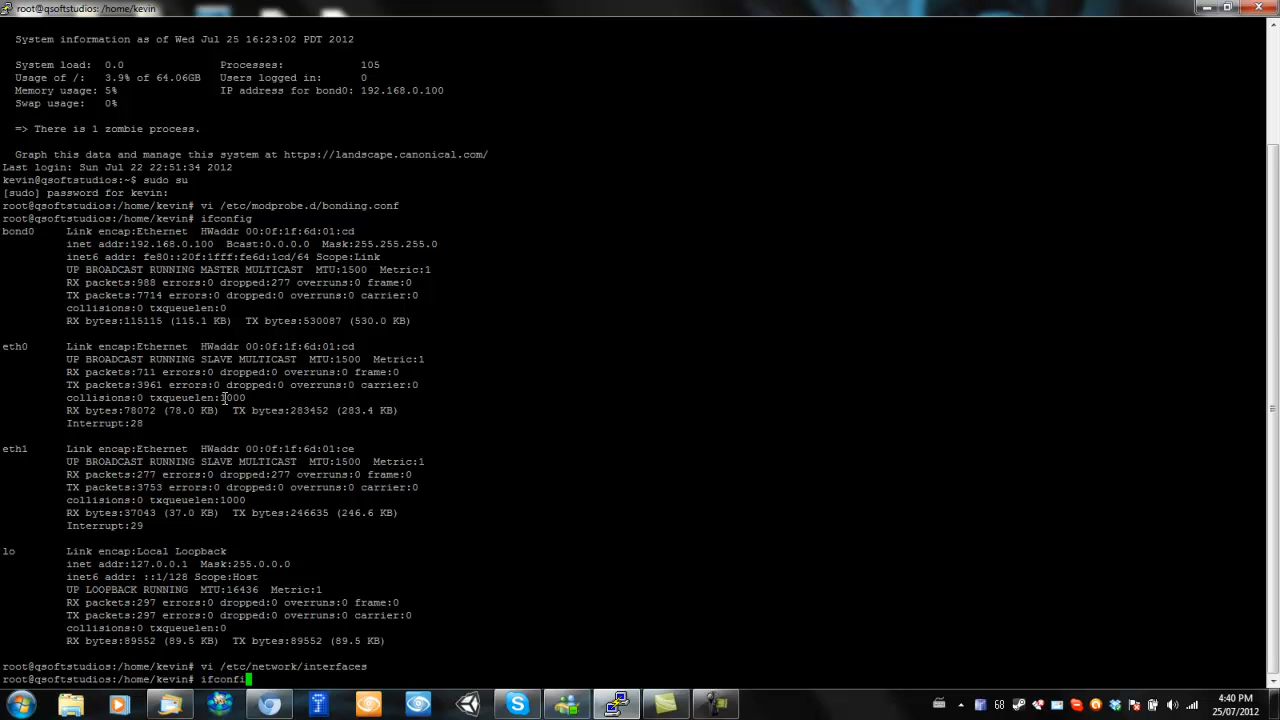 root@qsoftstudios: /home/kevin
System information as of Wed Jul 25 16:23:02 PDT 2012
System load:  0.0               Processes:           105
Usage of /:   3.9% of 64.06GB   Users logged in:     0
Memory usage: 5%                IP address for bond0: 192.168.0.100
Swap usage:   0%
=> There is 1 zombie process.
Graph this data and manage this system at https://landscape.canonical.com/
Last login: Sun Jul 22 22:51:34 2012
kevin@qsoftstudios:~$ sudo su
[sudo] password for kevin:
root@qsoftstudios:/home/kevin# vi /etc/modprobe.d/bonding.conf
root@qsoftstudios:/home/kevin# ifconfig
bond0     Link encap:Ethernet  HWaddr 00:0f:1f:6d:01:cd
inet addr:192.168.0.100  Bcast:0.0.0.0  Mask:255.255.255.0
inet6 addr: fe80::20f:1fff:fe6d:1cd/64 Scope:Link
UP BROADCAST RUNNING MASTER MULTICAST  MTU:1500  Metric:1
RX packets:988 errors:0 dropped:277 overruns:0 frame:0
TX packets:7714 errors:0 dropped:0 overruns:0 carrier:0
collisions:0 txqueuelen:0
RX bytes:115115 (115.1 KB)  TX bytes:530087 (530.0 KB)
eth0      Link encap:Ethernet  HWaddr 00:0f:1f:6d:01:cd
UP BROADCAST RUNNING SLAVE MULTICAST  MTU:1500  Metric:1
RX packets:711 errors:0 dropped:0 overruns:0 frame:0
TX packets:3961 errors:0 dropped:0 overruns:0 carrier:0
collisions:0 txqueuelen:1000
RX bytes:78072 (78.0 KB)  TX bytes:283452 (283.4 KB)
Interrupt:28
eth1      Link encap:Ethernet  HWaddr 00:0f:1f:6d:01:ce
UP BROADCAST RUNNING SLAVE MULTICAST  MTU:1500  Metric:1
RX packets:277 errors:0 dropped:277 overruns:0 frame:0
TX packets:3753 errors:0 dropped:0 overruns:0 carrier:0
collisions:0 txqueuelen:1000
RX bytes:37043 (37.0 KB)  TX bytes:246635 (246.6 KB)
Interrupt:29
lo        Link encap:Local Loopback
inet addr:127.0.0.1  Mask:255.0.0.0
inet6 addr: ::1/128 Scope:Host
UP LOOPBACK RUNNING  MTU:16436  Metric:1
RX packets:297 errors:0 dropped:0 overruns:0 frame:0
TX packets:297 errors:0 dropped:0 overruns:0 carrier:0
collisions:0 txqueuelen:0
RX bytes:89552 (89.5 KB)  TX bytes:89552 (89.5 KB)
root@qsoftstudios:/home/kevin# vi /etc/network/interfaces
root@qsoftstudios:/home/kevin# ifconfi
68
4:40 PM
25/07/2012